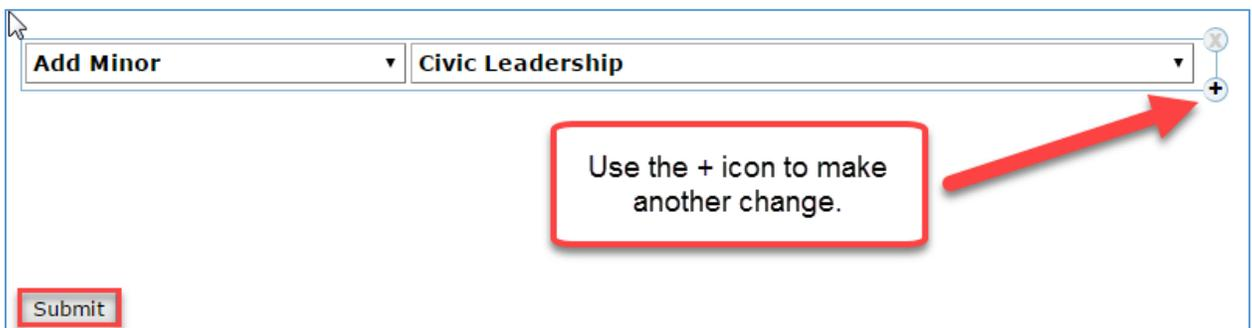 Add Minor Civic Leadership
Use the + icon to make
another change.
Submit